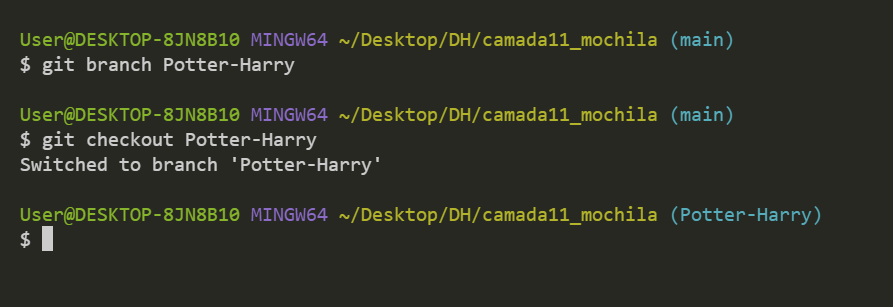 User@DESKTOP-8JN8B10 MINGW64 ~/Desktop/DH/camada11_mochila (main)
$ git branch Potter-Harry
User@DESKTOP-8JN8B10 MINGW64 ~/Desktop/DH/camada11_mochila (main)
$ git checkout Potter-Harry
Switched to branch 'Potter-Harry'
User@DESKTOP-8JN8B10 MINGW64 ~/Desktop/DH/camada11_mochila (Potter-Harry)
$